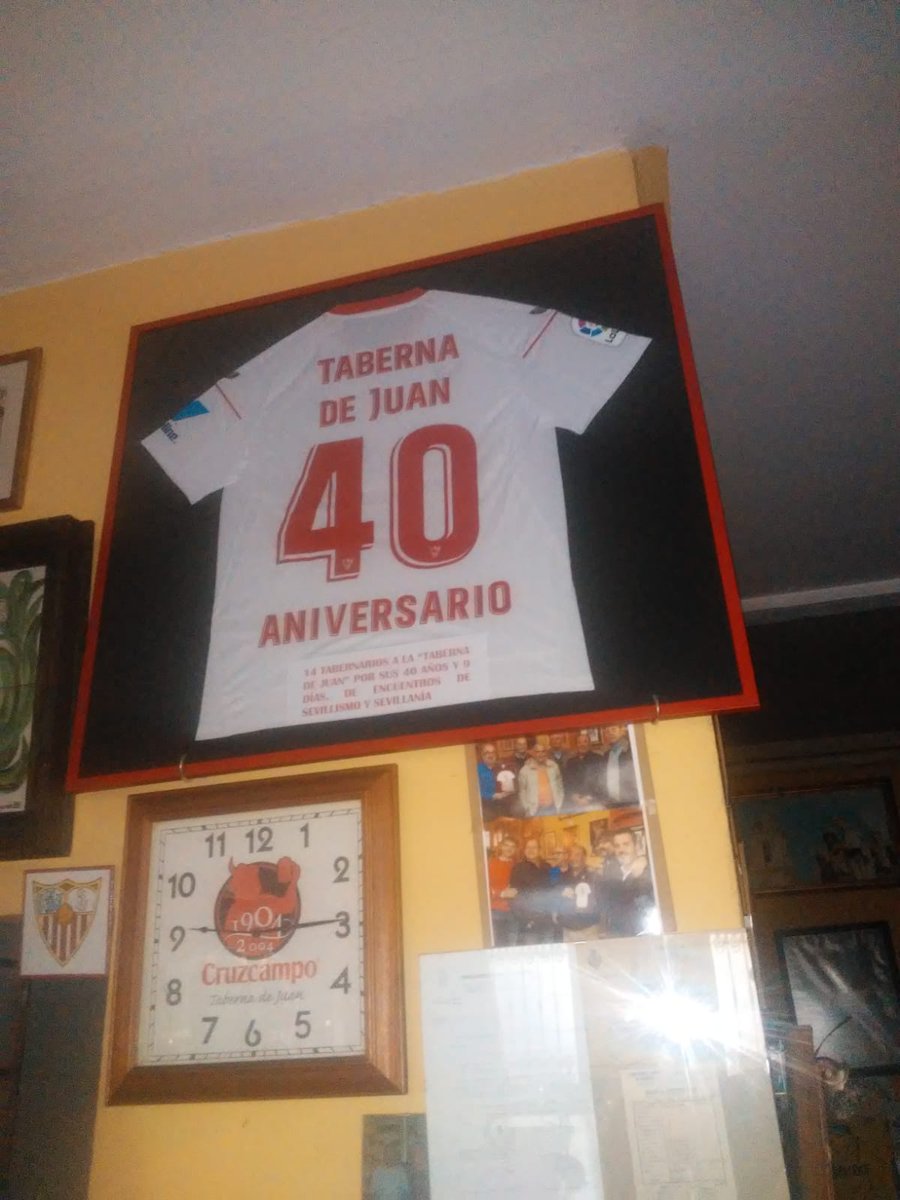 TABERNA
DE JUAN
40
ANIVERSARIO
14 TABERNARIOS A LA "TABERNA
DE JUAN" POR SUS 40 AÑOS Y 9
DÍAS, DE ENCUENTROS DE
SEVILLISMO Y SEVILLANÍA
11 12 1
10 2
9 3
8 4
7 6 5
1904
2004
Cruzcampo
Taberna de Juan